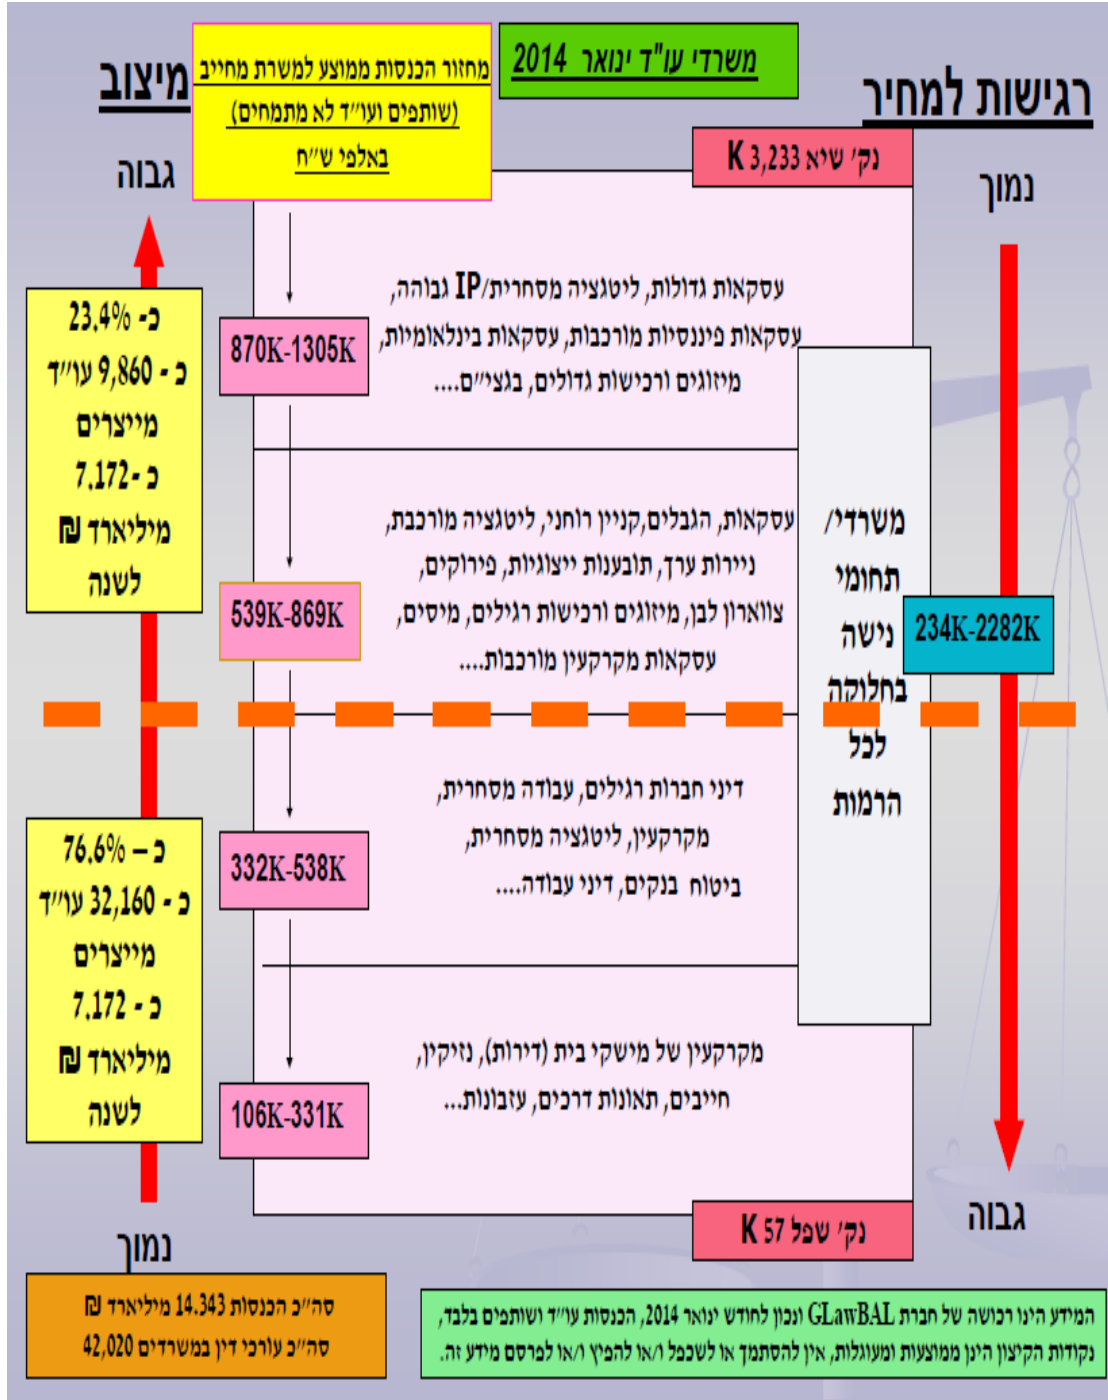 משרדי עו"ד ינואר 2014
רגישות למחיר
נמוך
גבוה
מיצוב
גבוה
נמוך
מחזור הכנסות ממוצע למשרת מחייב
(שותפים ועו״ד לא מתמחים)
באלפי ש״ח
נק׳ שיא 3,233 K
עסקאות גדולות, ליטגציה מסחרית/IP גבוהה,
עסקאות פיננסיות מורכבות, עסקאות בינלאומיות,
מיזוגים ורכישות גדולים, בגצי״ם....
870K-1305K
עסקאות, הגבלים,קניין רוחני, ליטגציה מורכבת,
ניירות ערך, תובענות ייצוגיות, פירוקים,
צווארון לבן, מיזוגים ורכישות רגילים, מיסים,
עסקאות מקרקעין מורכבות....
539K-869K
דיני חברות רגילים, עבודה מסחרית,
מקרקעין, ליטגציה מסחרית,
ביטוח בנקים, דיני עבודה....
332K-538K
מקרקעין של מישקי בית (דירות), נזיקין,
חייבים, תאונות דרכים, עזבונות...
106K-331K
נק׳ שפל 57 K
משרדי/
תחומי
נישה
בחלוקה
לכל
הרמות
234K-2282K
כ- 23.4%
כ - 9,860 עו״ד
מייצרים
כ -7.172
מיליארד ₪
לשנה
כ – 76.6%
כ - 32,160 עו״ד
מייצרים
כ - 7.172
מיליארד ₪
לשנה
סה״כ הכנסות 14.343 מיליארד ₪
סה״כ עורכי דין במשרדים 42,020
המידע הינו רכושה של חברת GLawBAL ונכון לחודש ינואר 2014, הכנסות עו״ד ושותפים בלבד,
נקודות הקיצון הינן ממוצעות ומעוגלות, אין להסתמך או לשכפל ו/או להפיץ ו/או לפרסם מידע זה.